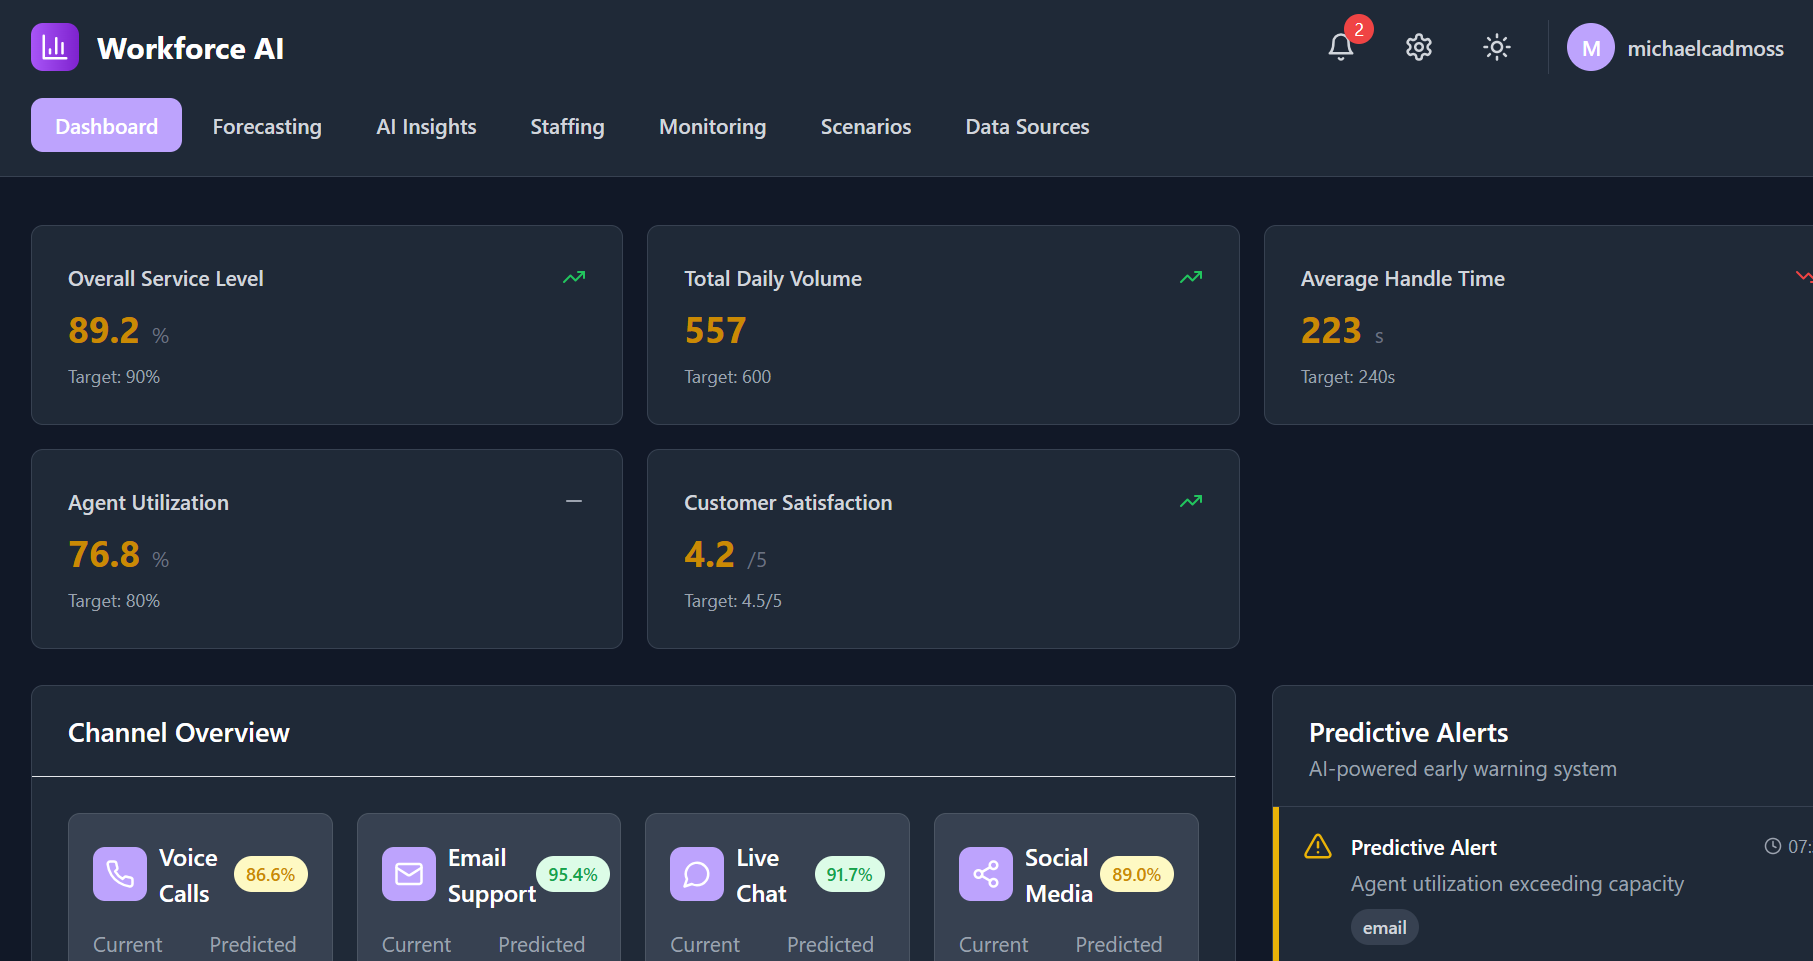 Workforce AI
2
M
michaelcadmoss
Dashboard
Forecasting
AI Insights
Staffing
Monitoring
Scenarios
Data Sources
Overall Service Level
89.2 %
Target: 90%
Total Daily Volume
557
Target: 600
Average Handle Time
223 s
Target: 240s
Agent Utilization
76.8 %
Target: 80%
Customer Satisfaction
4.2 /5
Target: 4.5/5
Channel Overview
Voice
Calls
86.6%
Current
Predicted
Email
Support
95.4%
Current
Predicted
Live
Chat
91.7%
Current
Predicted
Social
Media
89.0%
Current
Predicted
Predictive Alerts
AI-powered early warning system
Predictive Alert
07:
Agent utilization exceeding capacity
email